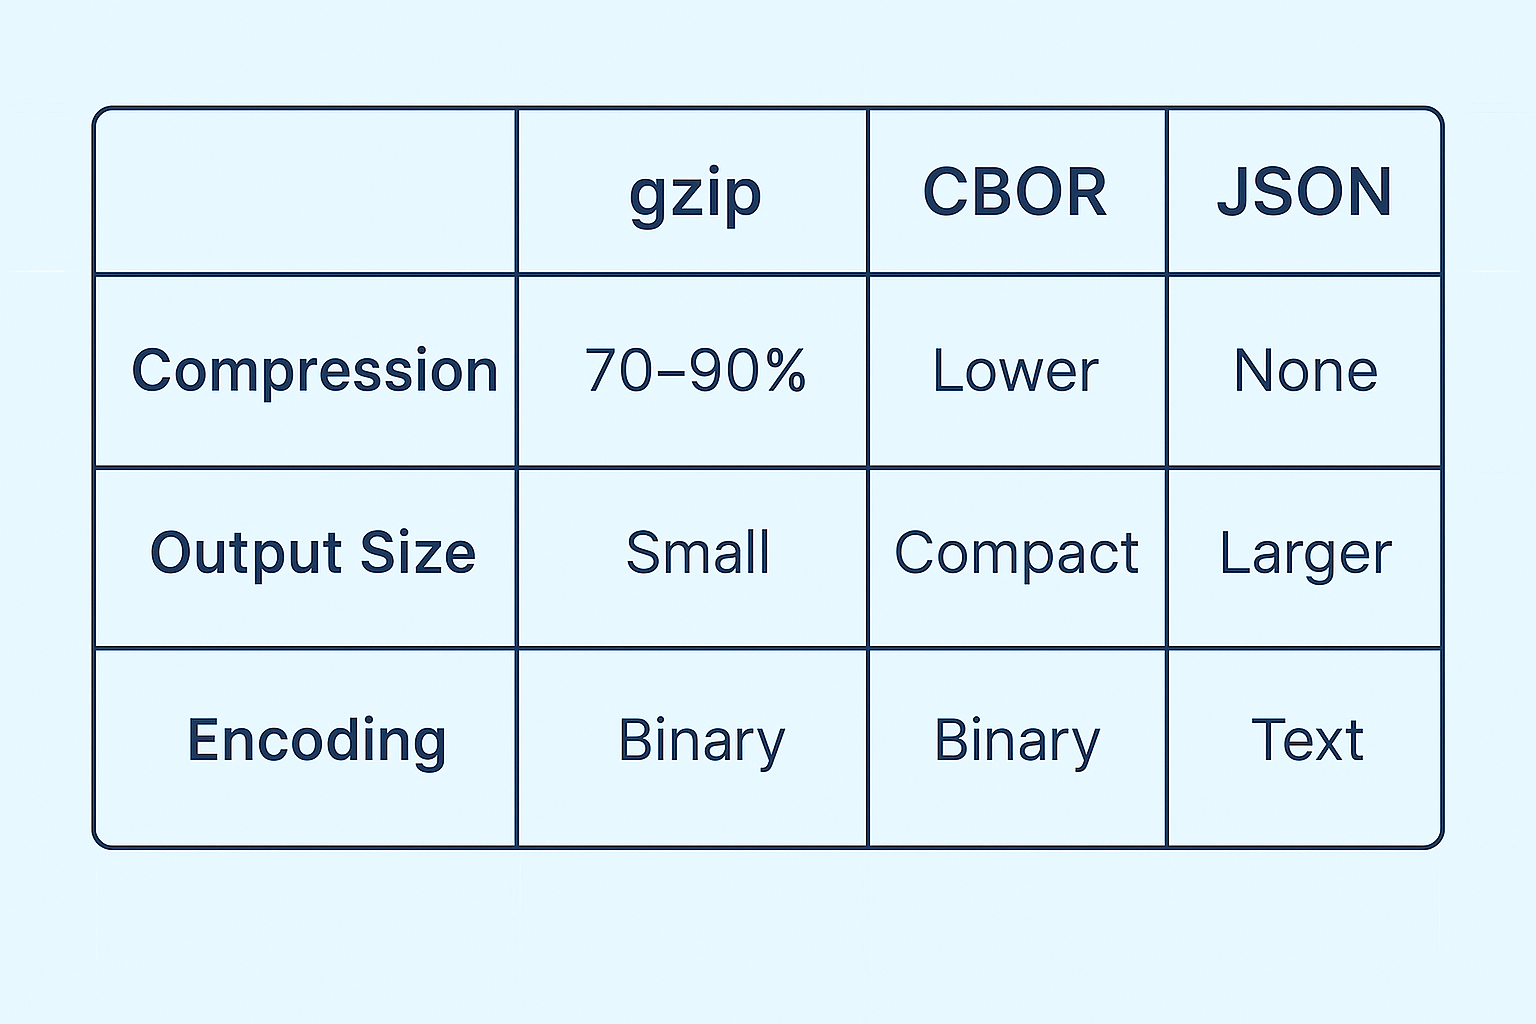 gzip CBOR JSON
Compression 70–90% Lower None
Output Size Small Compact Larger
Encoding Binary Binary Text